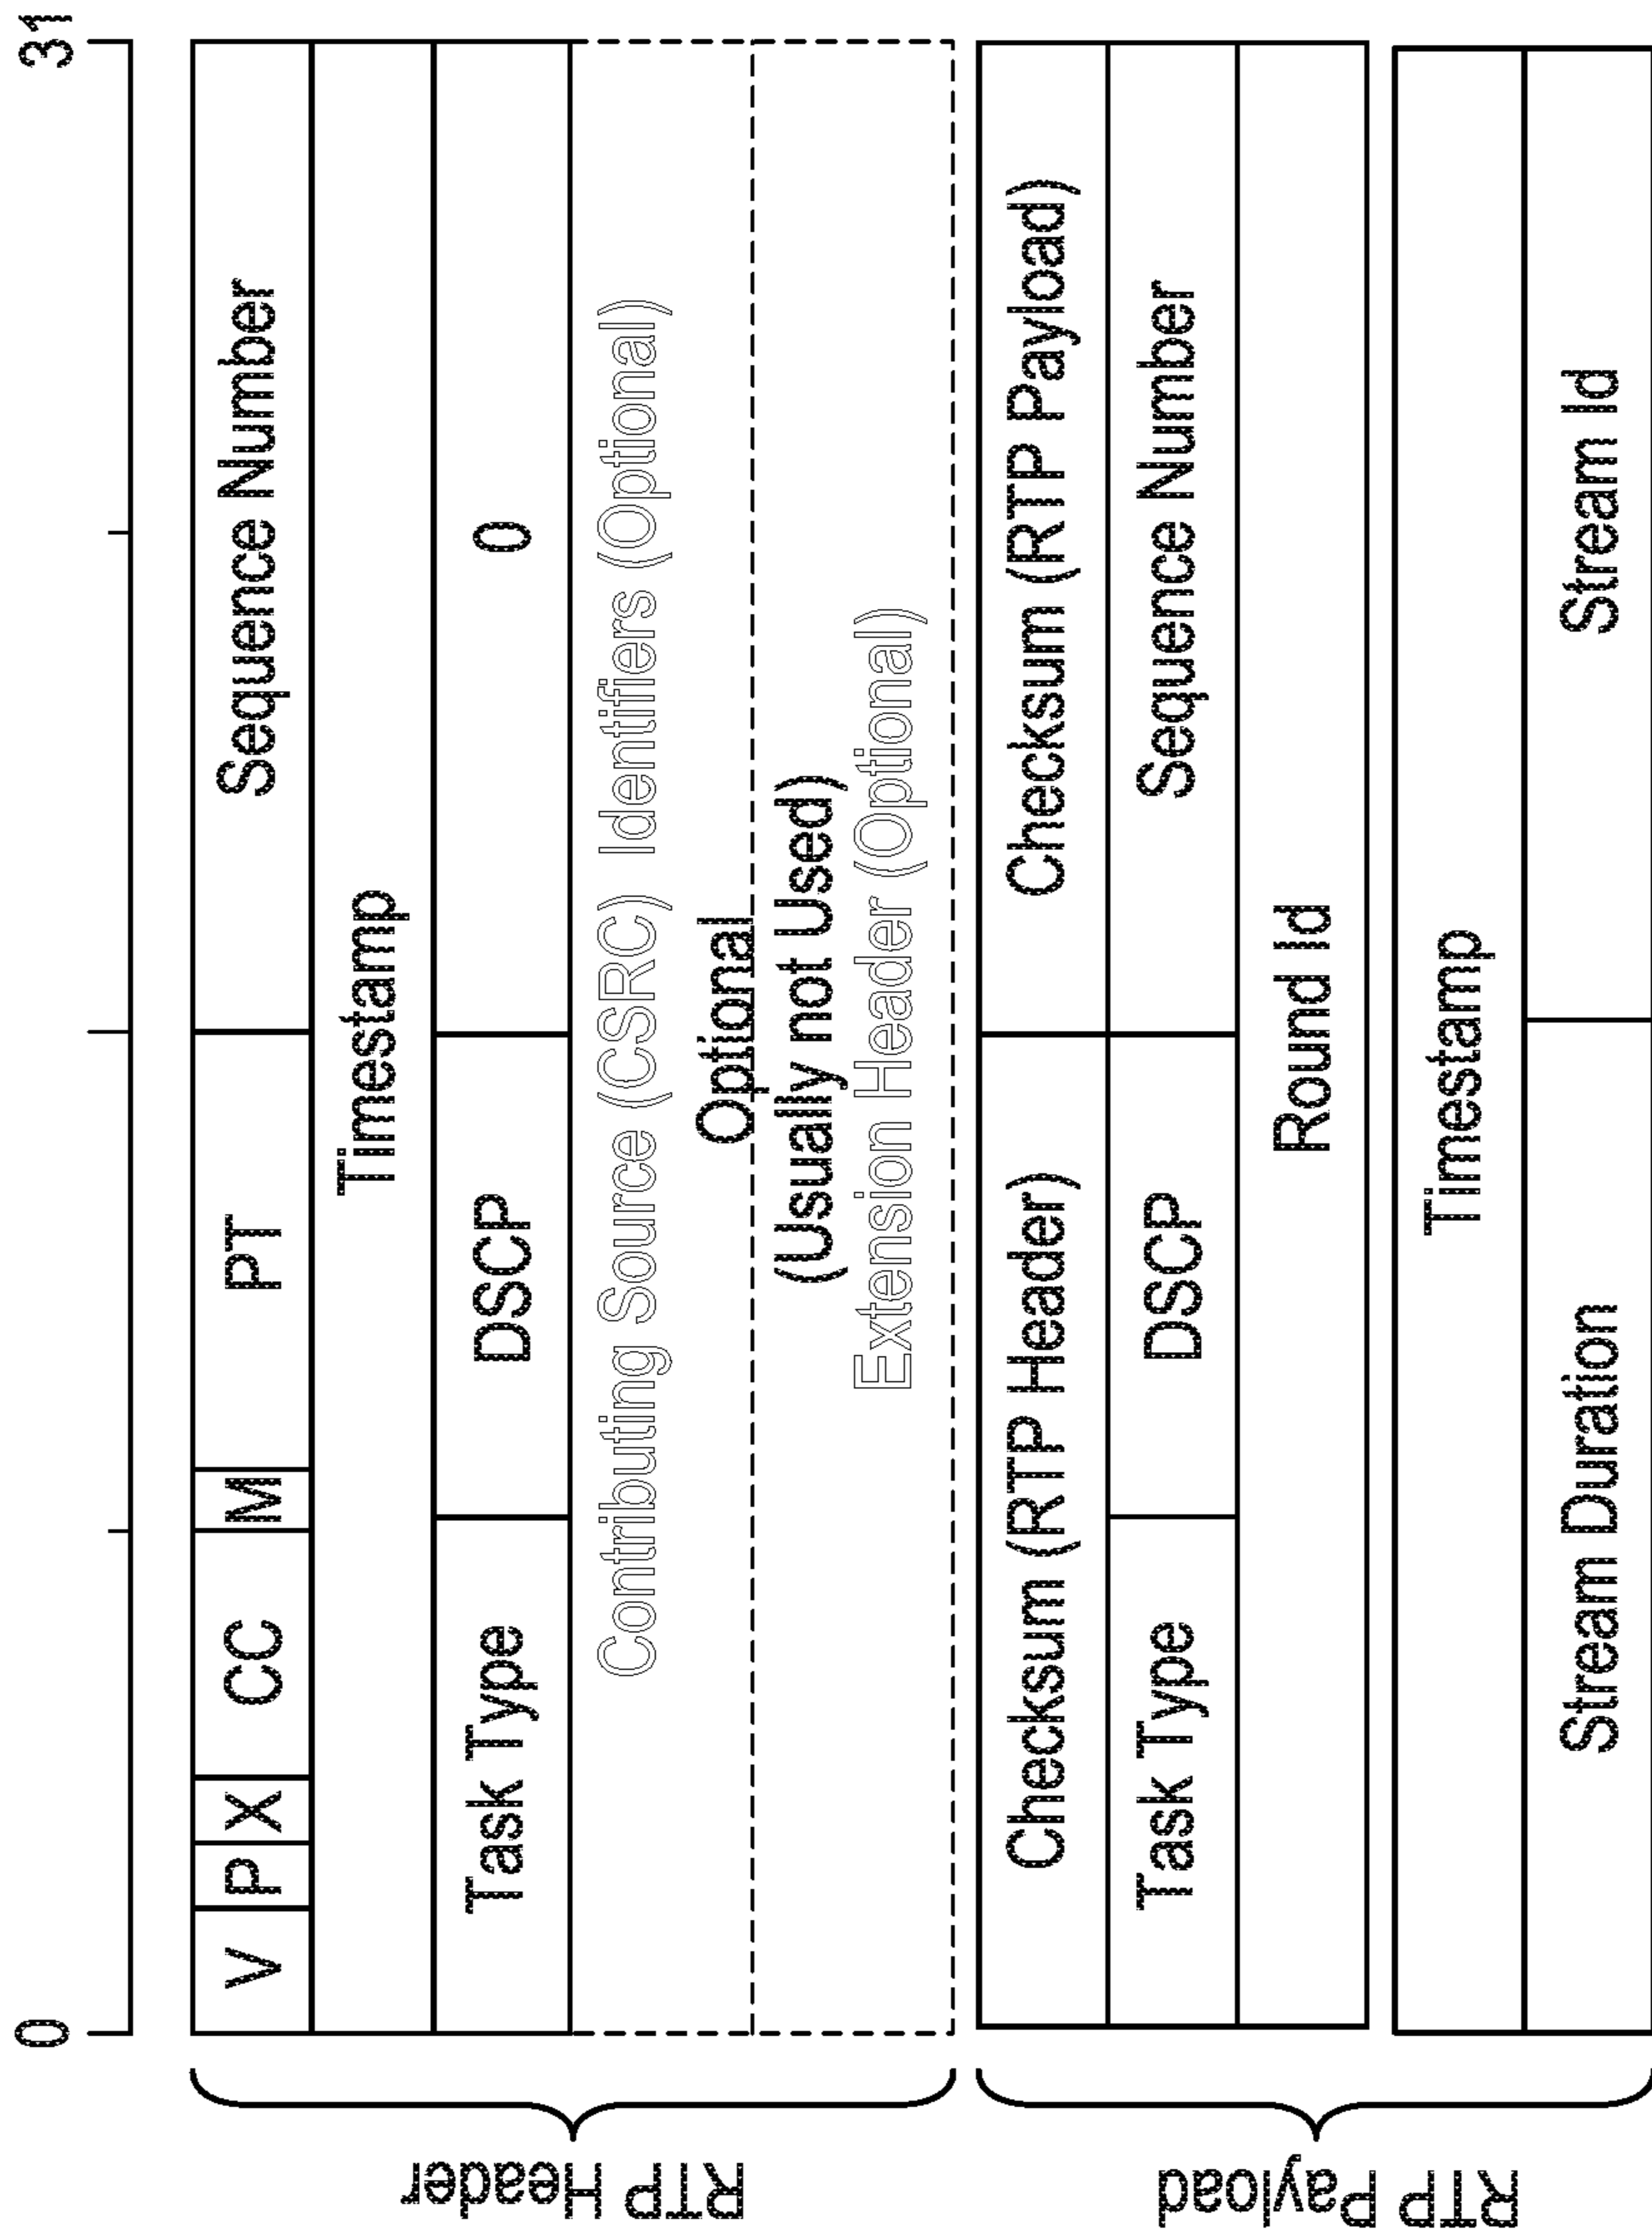 0 31
RTP Header
V P X CC M PT Sequence Number
Timestamp
Task Type DSCP 0
Contributing Source (CSRC) Identifiers (Optional)
Optional
(Usually not Used)
Extension Header (Optional)
RTP Payload
Checksum (RTP Header) Checksum (RTP Payload)
Task Type DSCP Sequence Number
Round Id
Timestamp
Stream Duration Stream Id